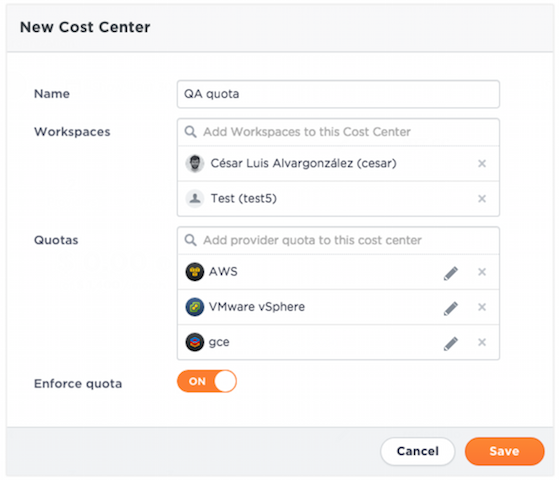 New Cost Center
Name
QA quota
Workspaces
Add Workspaces to this Cost Center
César Luis Alvargonzález (cesar)
Test (test5)
Quotas
Add provider quota to this cost center
AWS
VMware vSphere
gce
Enforce quota
ON
Cancel
Save